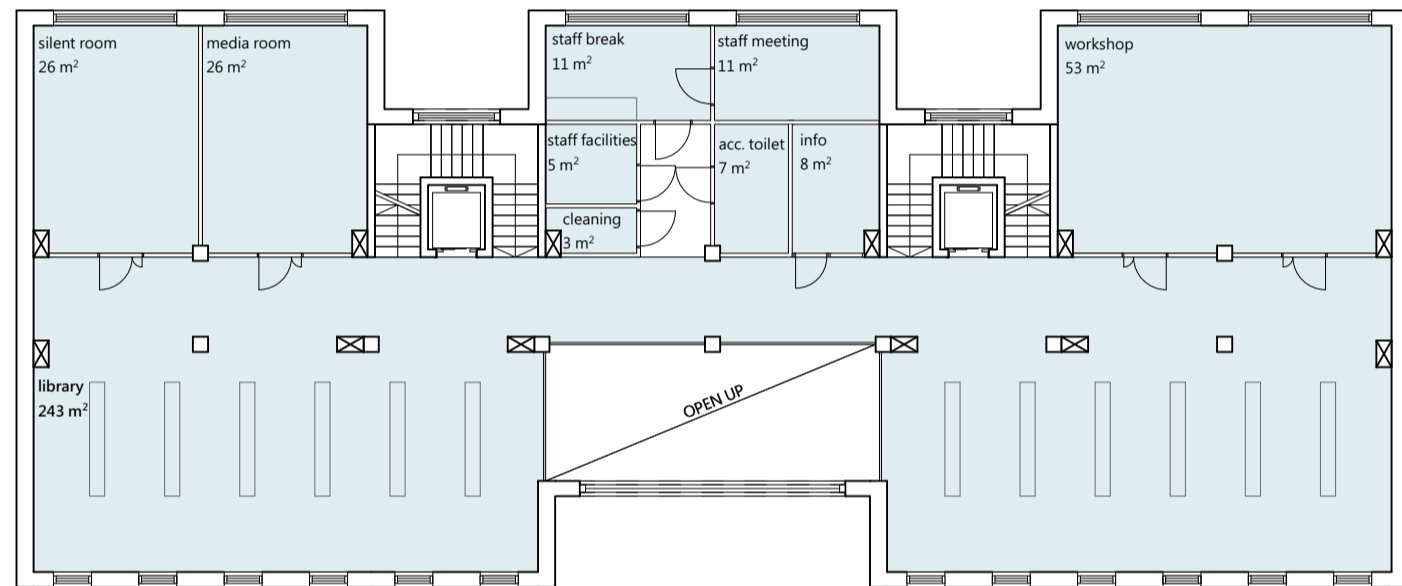 silent room
26 m²
media room
26 m²
staff break
11 m²
staff meeting
11 m²
workshop
53 m²
staff facilities
5 m²
acc. toilet
7 m²
info
8 m²
cleaning
3 m²
library
243 m²
OPEN UP